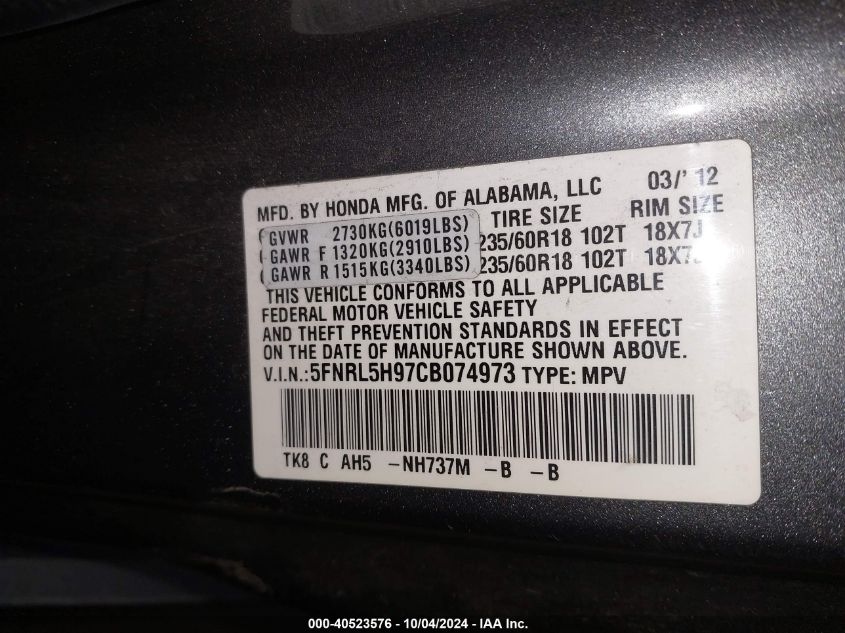 MFD. BY HONDA MFG. OF ALABAMA, LLC 03/' 12
TIRE SIZE RIM SIZE
GVWR 2730KG(6019LBS)
GAWR F 1320KG(2910LBS) 235/60R18 102T 18X7J
GAWR R 1515KG(3340LBS) 235/60R18 102T 18X7J
THIS VEHICLE CONFORMS TO ALL APPLICABLE
FEDERAL MOTOR VEHICLE SAFETY
AND THEFT PREVENTION STANDARDS IN EFFECT
ON THE DATE OF MANUFACTURE SHOWN ABOVE.
V.I.N.:5FNRL5H97CB074973 TYPE: MPV
TK8 C AH5 -NH737M -B -B
000-40523576 - 10/04/2024 - IAA Inc.